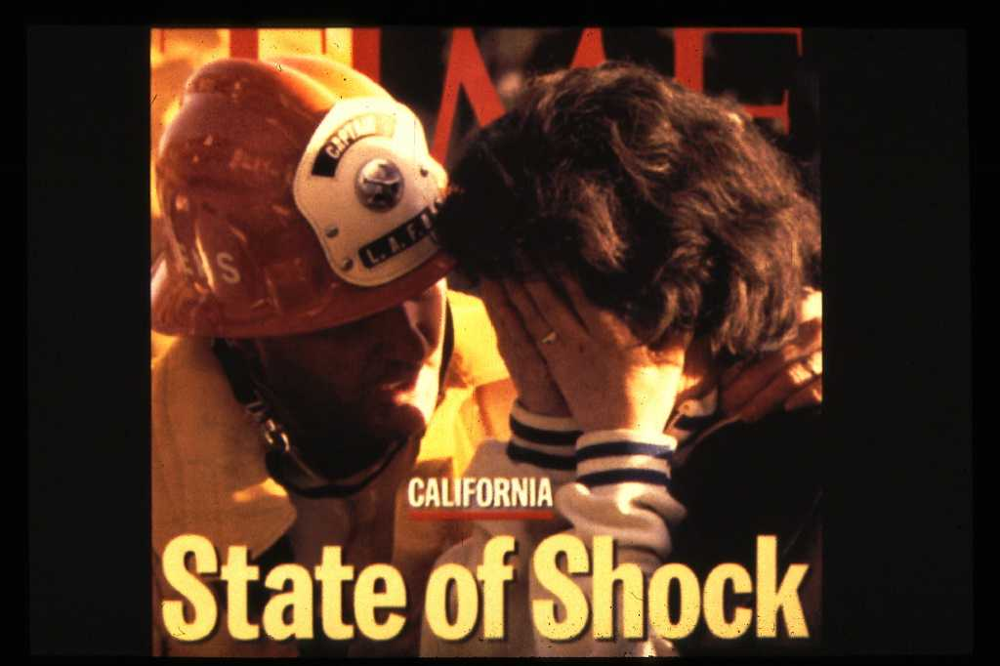 TIME
CAPTAIN
L.A.F.D.
CALIFORNIA
State of Shock